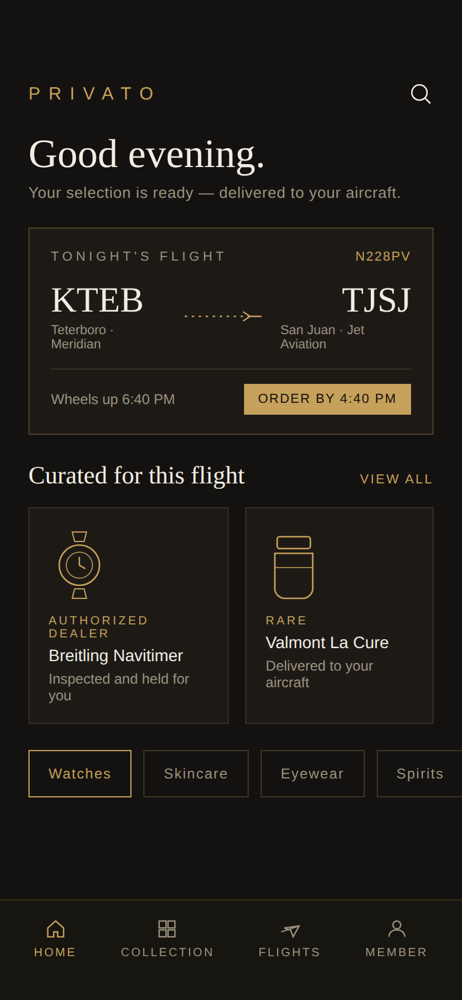 PRIVATO
Good evening.
Your selection is ready — delivered to your aircraft.
TONIGHT'S FLIGHT
N228PV
KTEB
TJSJ
Teterboro ·
Meridian
San Juan · Jet
Aviation
Wheels up 6:40 PM
ORDER BY 4:40 PM
Curated for this flight
VIEW ALL
AUTHORIZED
DEALER
Breitling Navitimer
Inspected and held for
you
RARE
Valmont La Cure
Delivered to your
aircraft
Watches
Skincare
Eyewear
Spirits
HOME
COLLECTION
FLIGHTS
MEMBER